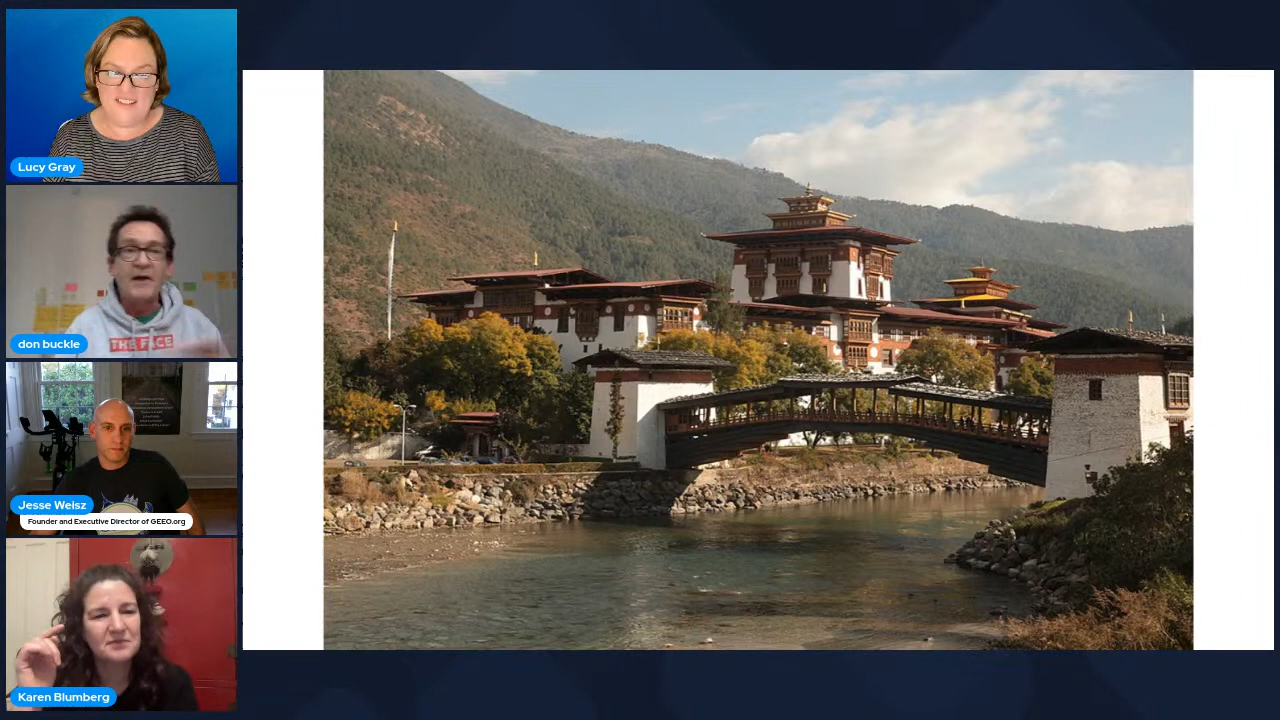 Lucy Gray
don buckle
THE FACE
Jesse Weisz
Founder and Executive Director of GEEO.org
Karen Blumberg